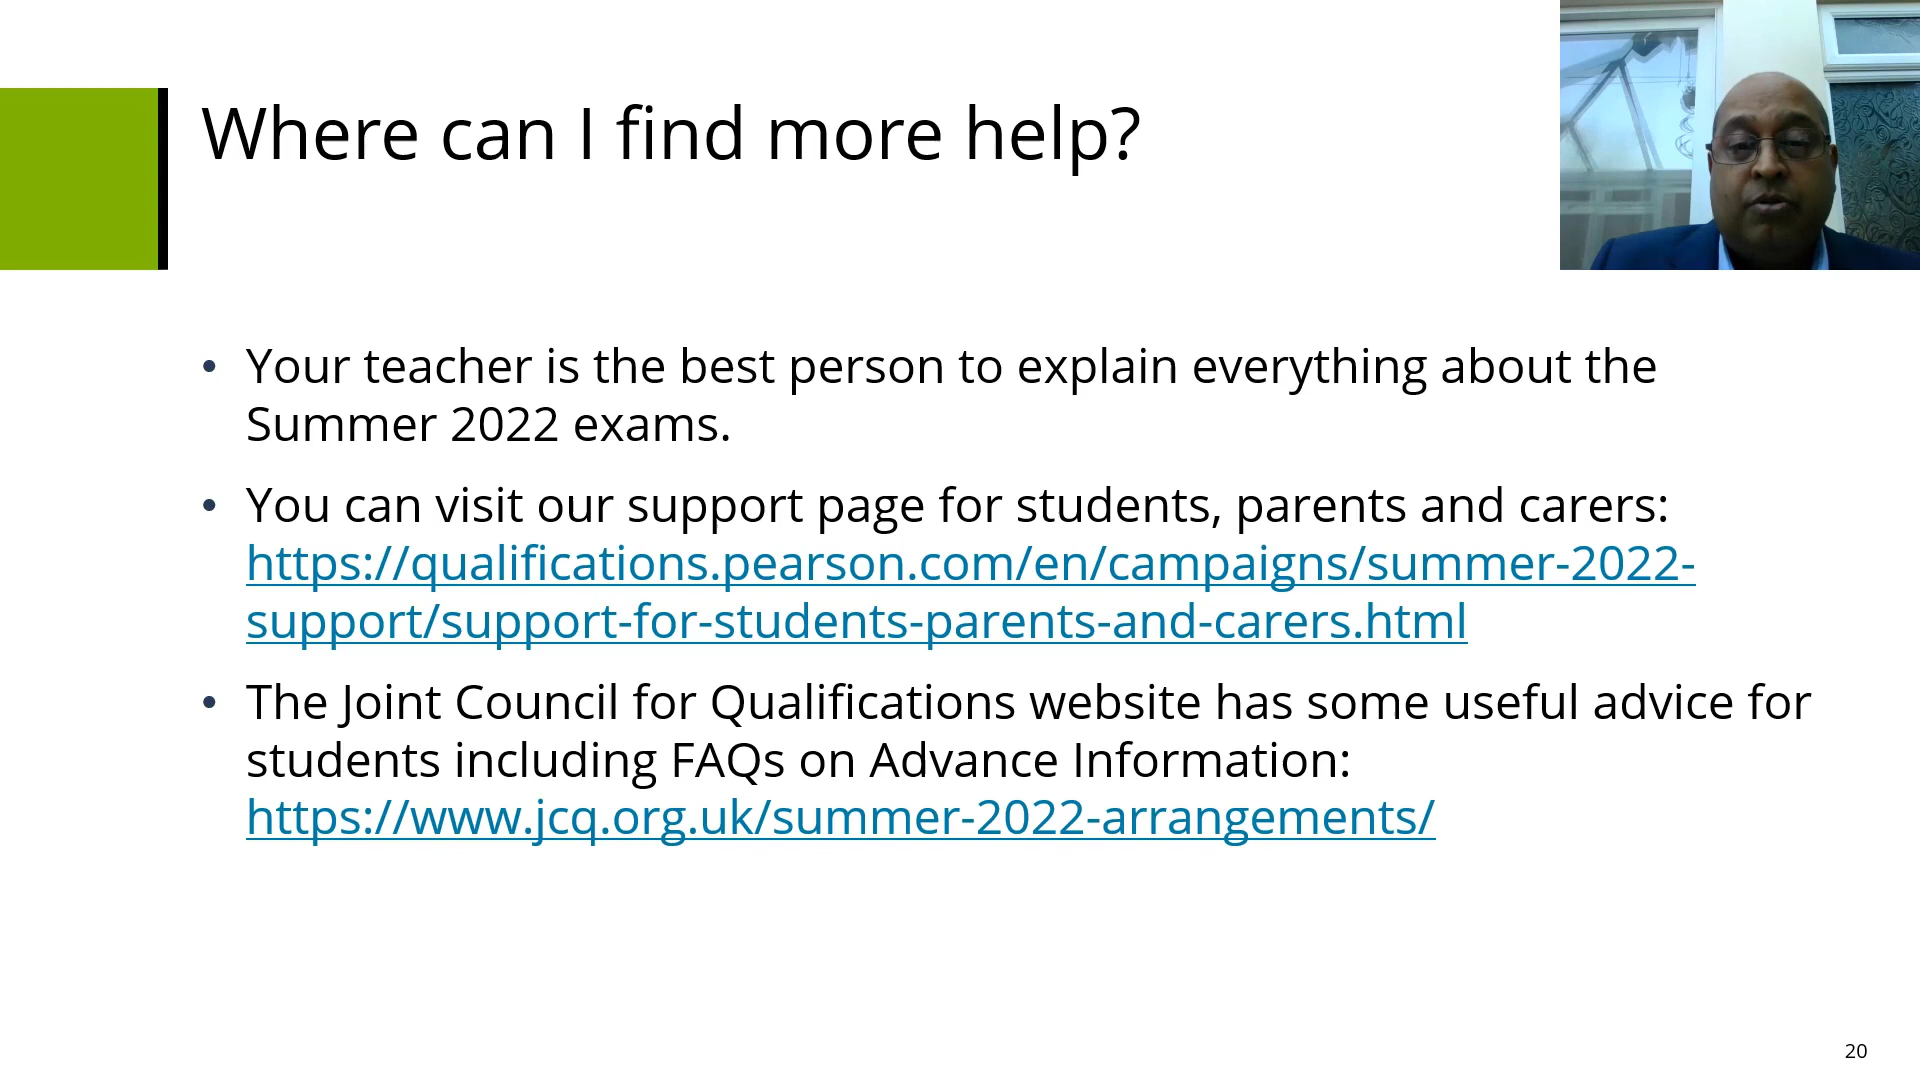 Where can I find more help?
• Your teacher is the best person to explain everything about the
Summer 2022 exams.
• You can visit our support page for students, parents and carers:
https://qualifications.pearson.com/en/campaigns/summer-2022-
support/support-for-students-parents-and-carers.html
• The Joint Council for Qualifications website has some useful advice for
students including FAQs on Advance Information:
https://www.jcq.org.uk/summer-2022-arrangements/
20